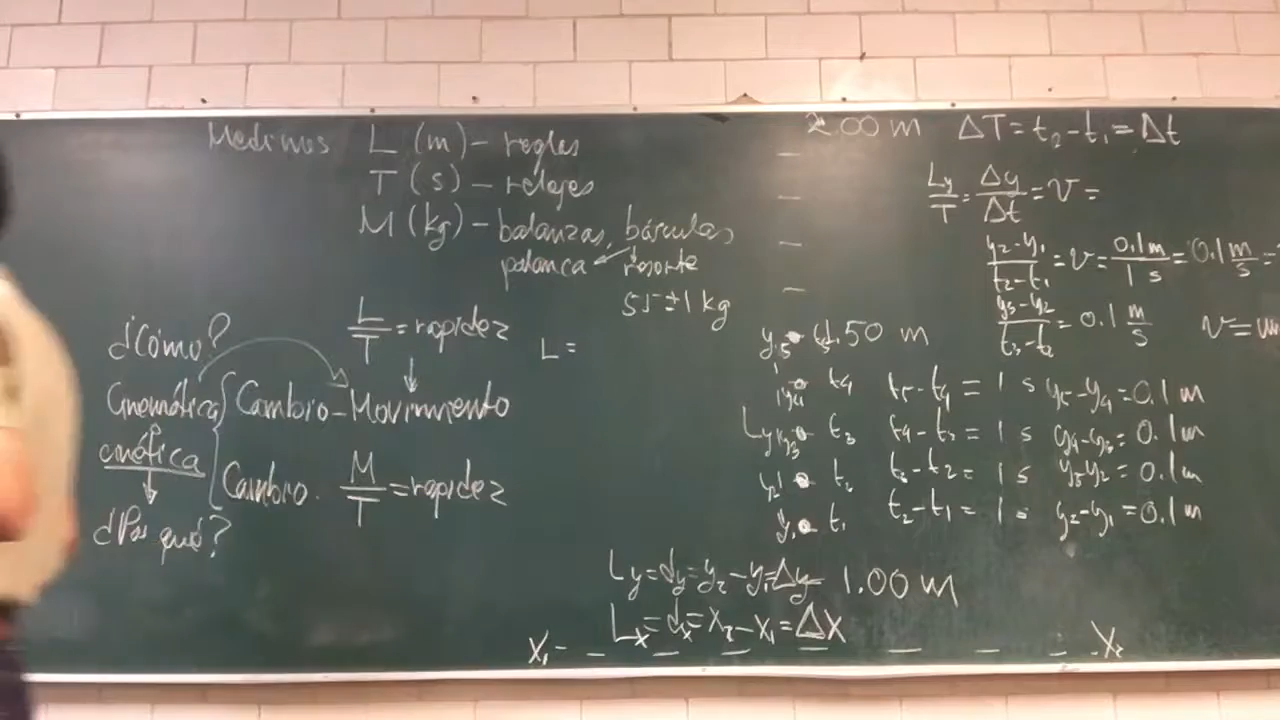 Medimos L (m) - reglas
T (s) - relojes
M (kg) - balanzas, básculas
palanca ← resorte
55 ± 1 kg
¿Cómo?
L/T = rapidez
L =
Cinemática { Cambio - Movimiento
cinética
Cambio. M/T = rapidez
¿Por qué?
2.00 m ΔT = t₂ - t₁ = Δt
Ly/T = Δy/Δt = v =
(y₂-y₁)/(t₂-t₁) = v = 0.1m/1 s = 0.1 m/s =
(y₃-y₂)/(t₃-t₂) = 0.1 m/s v =
y₅ 1.50 m
y₄ t₄ t₅-t₄ = 1 s y₅-y₄ = 0.1 m
Ly y₃ t₃ t₄-t₃ = 1 s y₄-y₃ = 0.1 m
y₂ t₂ t₃-t₂ = 1 s y₃-y₂ = 0.1 m
y₁ t₁ t₂-t₁ = 1 s y₂-y₁ = 0.1 m
Ly = dy = y₂ - y₁ = Δy 1.00 m
Lx = dx = x₂ - x₁ = Δx
X₁ - - - - - - - - X₂